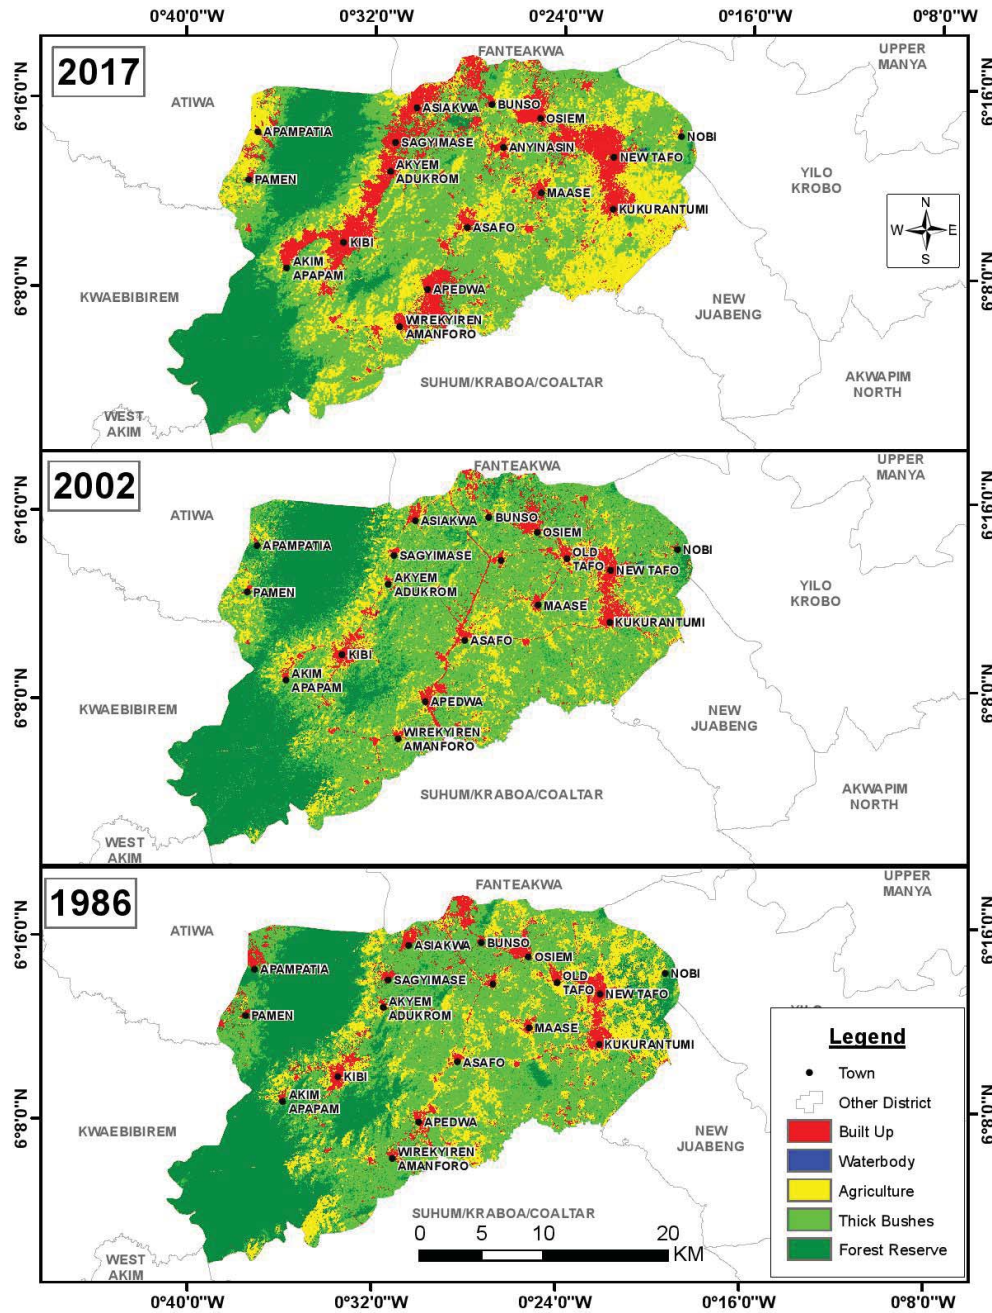 0°40'0"W 0°32'0"W 0°24'0"W 0°16'0"W 0°8'0"W
2017
FANTEAKWA
UPPER
MANYA
6°16'0"N
6°16'0"N
ATIWA
ASIAKWA
BUNSO
OSIEM
APAMPATIA
NOBI
SAGYIMASE
ANYINASIN
NEW TAFO
AKYEM
ADUKROM
PAMEN
YILO
KROBO
MAASE
KUKURANTUMI
N
W E
S
ASAFO
KIBI
AKIM
APAPAM
6°8'0"N
6°8'0"N
KWAEBIBIREM
APEDWA
NEW
JUABENG
WIREKYIREN
AMANFORO
SUHUM/KRABOA/COALTAR
AKWAPIM
NORTH
WEST
AKIM
2002
FANTEAKWA
UPPER
MANYA
6°16'0"N
6°16'0"N
ATIWA
ASIAKWA
BUNSO
OSIEM
APAMPATIA
SAGYIMASE
OLD
TAFO
NOBI
NEW TAFO
AKYEM
ADUKROM
PAMEN
YILO
KROBO
MAASE
KUKURANTUMI
ASAFO
KIBI
AKIM
APAPAM
6°8'0"N
6°8'0"N
KWAEBIBIREM
APEDWA
NEW
JUABENG
WIREKYIREN
AMANFORO
SUHUM/KRABOA/COALTAR
AKWAPIM
NORTH
WEST
AKIM
1986
FANTEAKWA
UPPER
MANYA
6°16'0"N
6°16'0"N
ATIWA
ASIAKWA
BUNSO
OSIEM
APAMPATIA
SAGYIMASE
OLD
TAFO
NOBI
NEW TAFO
AKYEM
ADUKROM
PAMEN
MAASE
KUKURANTUMI
ASAFO
KIBI
AKIM
APAPAM
6°8'0"N
6°8'0"N
KWAEBIBIREM
APEDWA
NEW
JUABENG
WIREKYIREN
AMANFORO
SUHUM/KRABOA/COALTAR
0 5 10 20
KM
WEST
AKIM
Legend
Town
Other District
Built Up
Waterbody
Agriculture
Thick Bushes
Forest Reserve
0°40'0"W 0°32'0"W 0°24'0"W 0°16'0"W 0°8'0"W